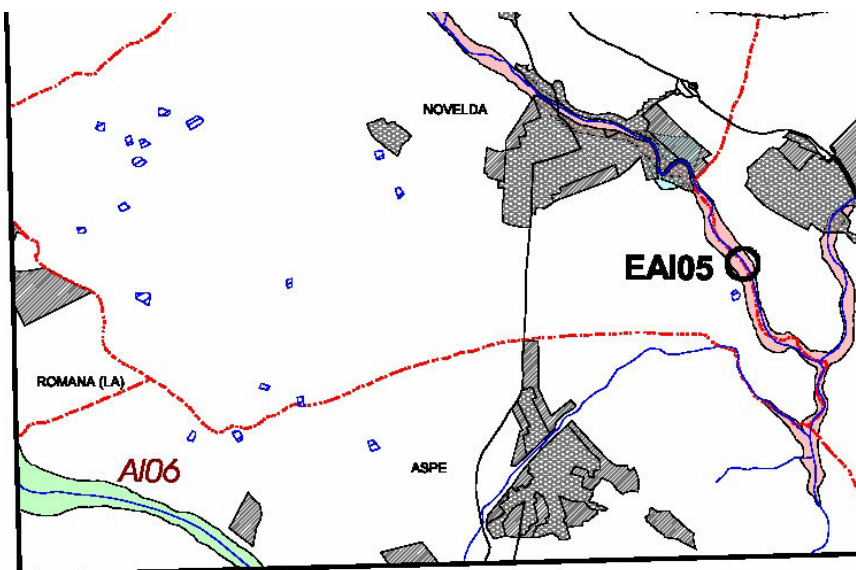 NOVELDA
EAI05
ROMANA (LA)
AI06
ASPE